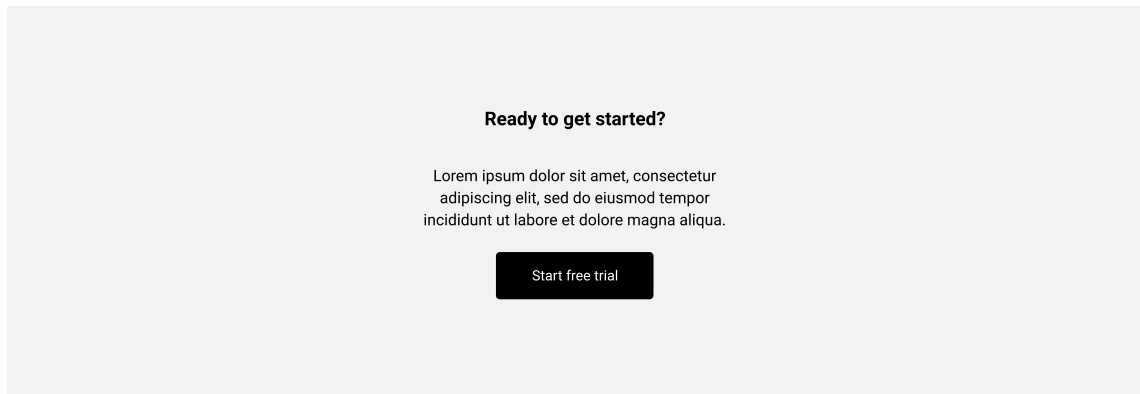 Ready to get started?
Lorem ipsum dolor sit amet, consectetur
adipiscing elit, sed do eiusmod tempor
incididunt ut labore et dolore magna aliqua.
Start free trial